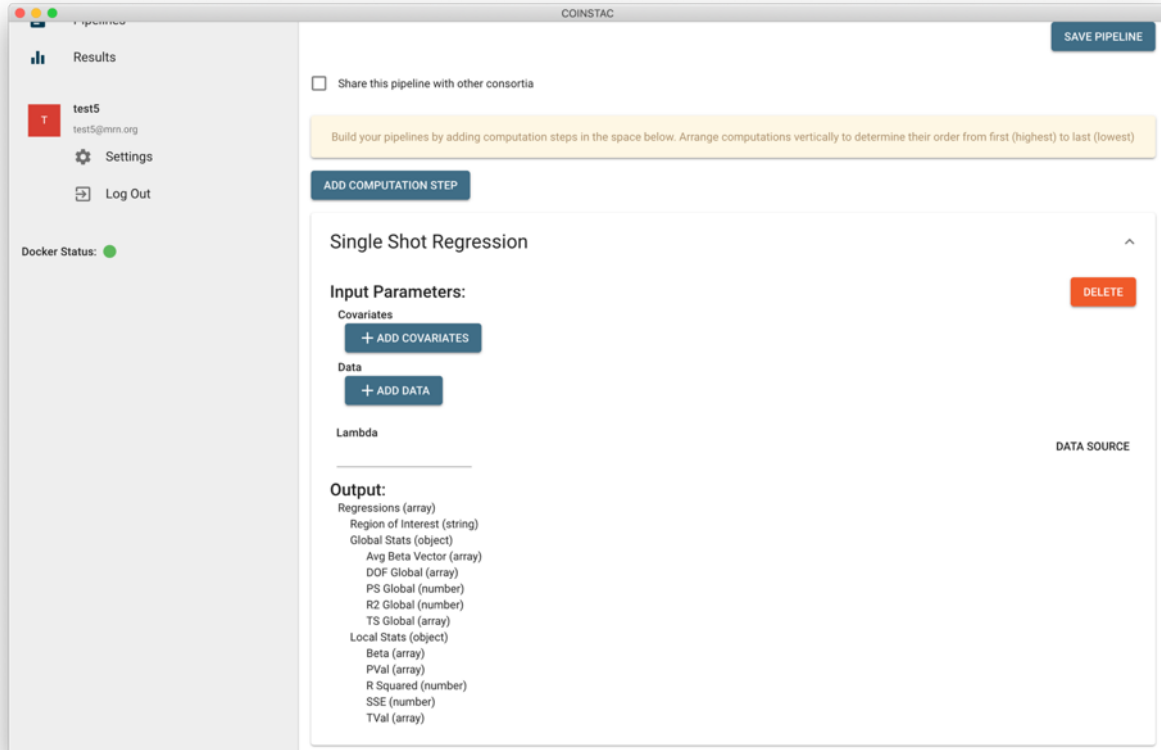 COINSTAC
Pipelines
Results
T
test5
test5@mrn.org
Settings
Log Out
Docker Status:
SAVE PIPELINE
Share this pipeline with other consortia
Build your pipelines by adding computation steps in the space below. Arrange computations vertically to determine their order from first (highest) to last (lowest)
ADD COMPUTATION STEP
Single Shot Regression
Input Parameters:
DELETE
Covariates
+ ADD COVARIATES
Data
+ ADD DATA
Lambda
DATA SOURCE
Output:
Regressions (array)
Region of Interest (string)
Global Stats (object)
Avg Beta Vector (array)
DOF Global (array)
PS Global (number)
R2 Global (number)
TS Global (array)
Local Stats (object)
Beta (array)
PVal (array)
R Squared (number)
SSE (number)
TVal (array)